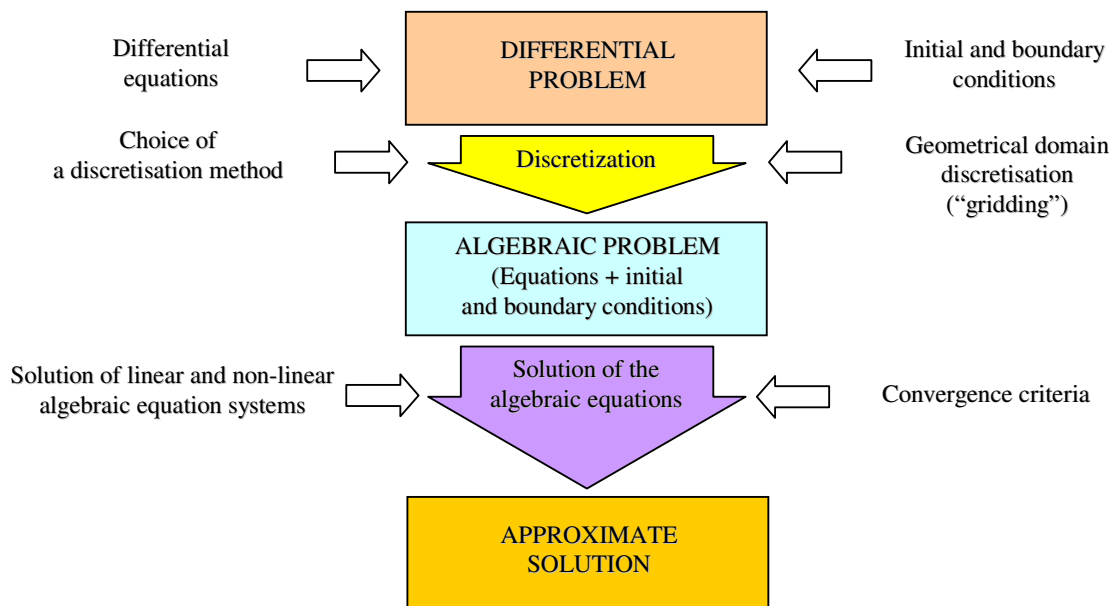 Differential
equations
DIFFERENTIAL
PROBLEM
Initial and boundary
conditions
Choice of
a discretisation method
Discretization
Geometrical domain
discretisation
(“gridding”)
ALGEBRAIC PROBLEM
(Equations + initial
and boundary conditions)
Solution of linear and non-linear
algebraic equation systems
Solution of the
algebraic equations
Convergence criteria
APPROXIMATE
SOLUTION